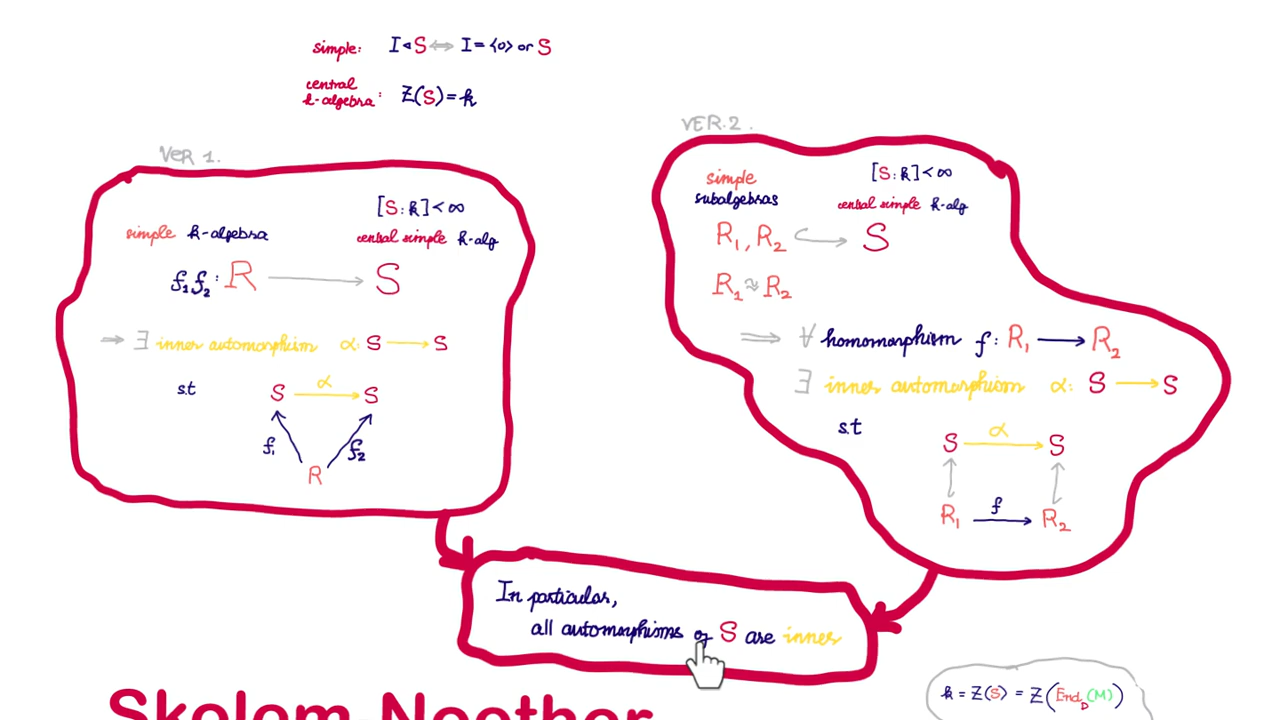 simple: I ◁ S ⟺ I = {0} or S
central
k-algebra: Z(S) = k
VER 1.
[S:k] < ∞
simple k-algebra central simple k-alg
f₁f₂: R ⟶ S
⇒ ∃ inner automorphism α: S ⟶ S
s.t S α S
f₁ f₂
R
VER.2.
simple [S:k] < ∞
subalgebras central simple k-alg
R₁, R₂ ↪ S
R₁ ≈ R₂
⟹ ∀ homomorphism f: R₁ ⟶ R₂
∃ inner automorphism α: S ⟶ S
s.t
S α S
R₁ f R₂
In particular,
all automorphisms of S are inner
k = Z(S) = Z(End_D(M))
Skolem-Noether